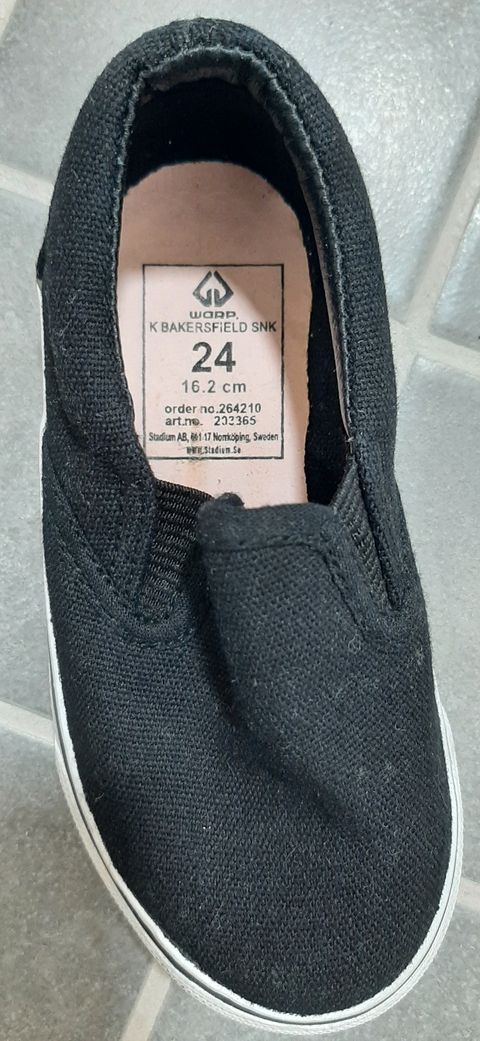 WARP.
K BAKERSFIELD SNK
24
16.2 cm
order no.264210
art.no. 202365
Stadium AB, 601 17 Norrköping, Sweden
www.Stadium.Se